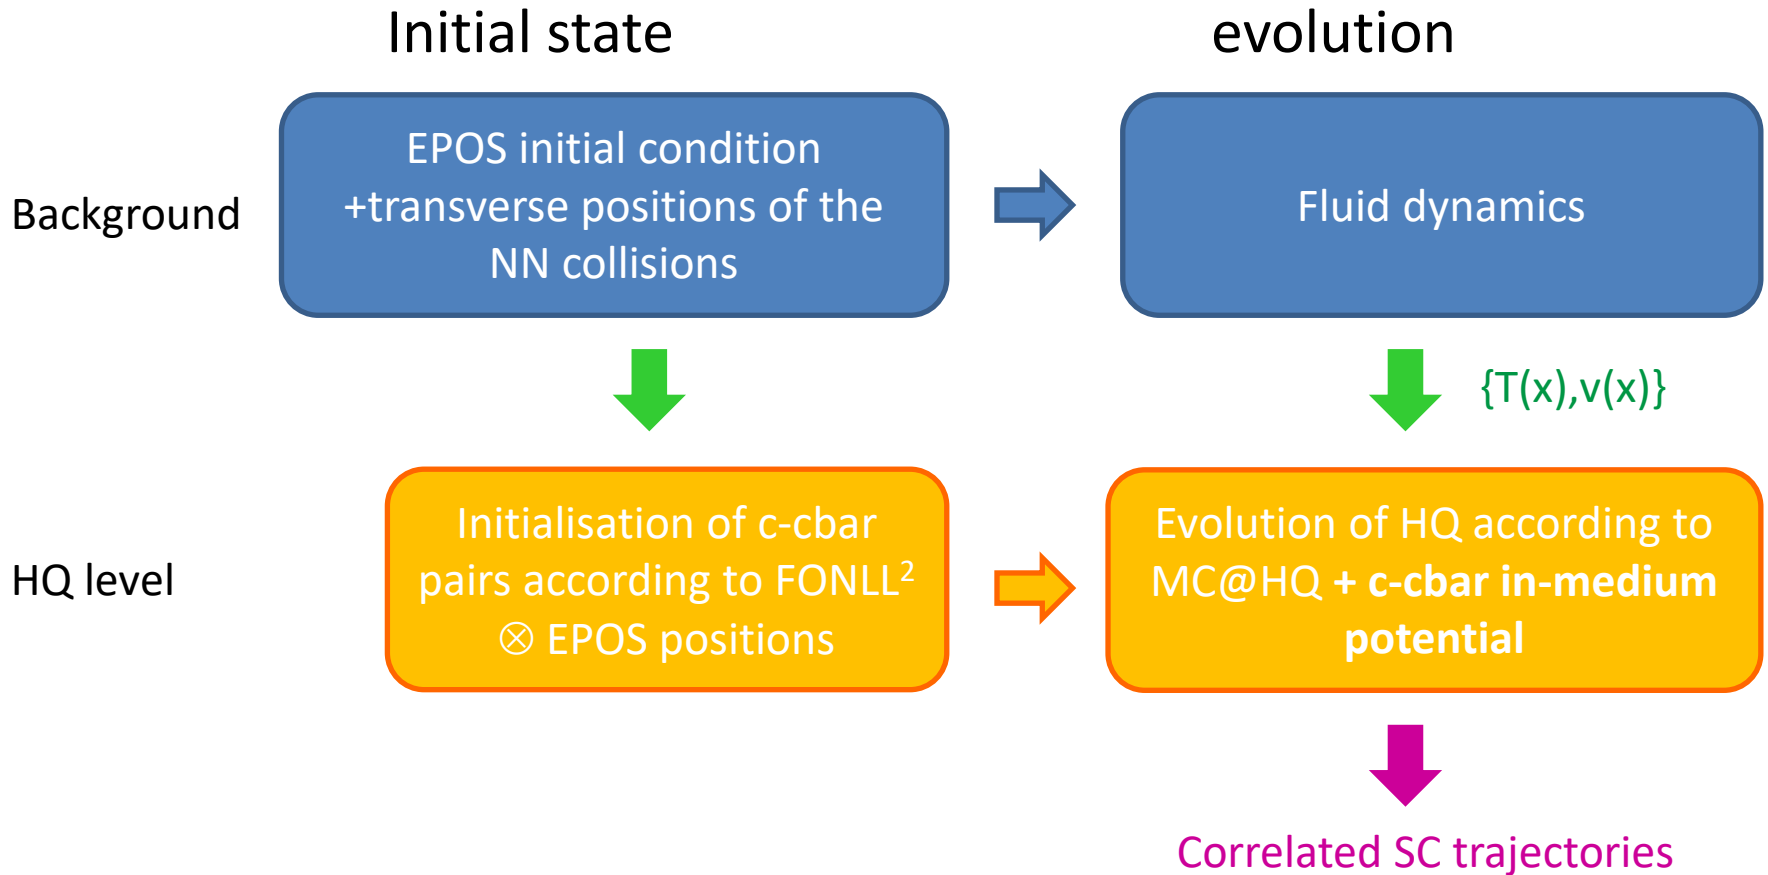 Initial state
evolution
Background
EPOS initial condition
+transverse positions of the
NN collisions
Fluid dynamics
{T(x),v(x)}
HQ level
Initialisation of c-cbar
pairs according to FONLL²
⊗ EPOS positions
Evolution of HQ according to
MC@HQ + c-cbar in-medium
potential
Correlated SC trajectories